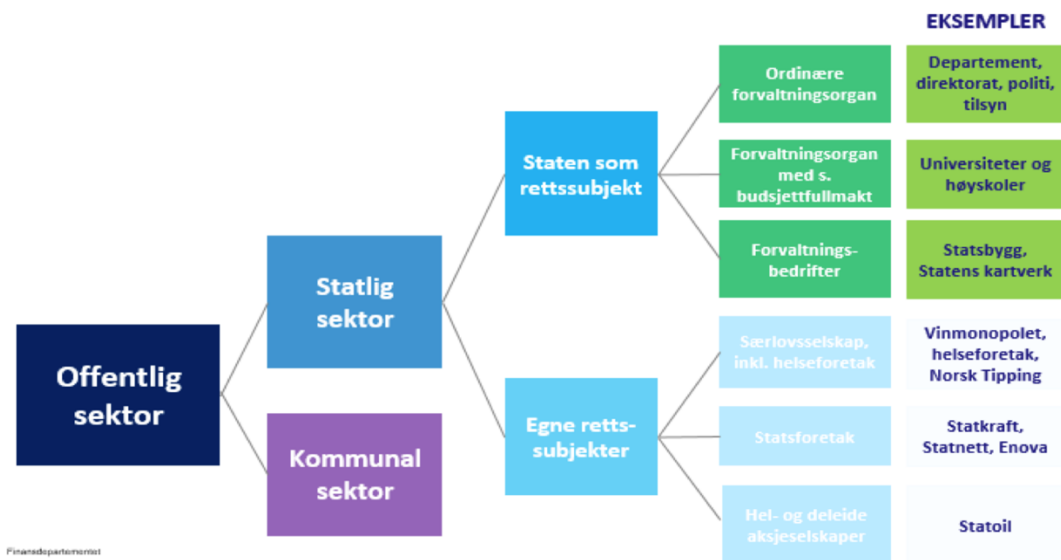 EKSEMPLER
Ordinære
forvaltningsorgan
Departement,
direktorat, politi,
tilsyn
Staten som
rettssubjekt
Forvaltningsorgan
med s.
budsjettfullmakt
Universiteter og
høyskoler
Forvaltnings-
bedrifter
Statsbygg,
Statens kartverk
Statlig
sektor
Offentlig
sektor
Kommunal
sektor
Særlovsselskap,
inkl. helseforetak
Vinmonopolet,
helseforetak,
Norsk Tipping
Egne retts-
subjekter
Statsforetak
Statkraft,
Statnett, Enova
Hel- og deleide
aksjeselskaper
Statoil
Finansdepartementet